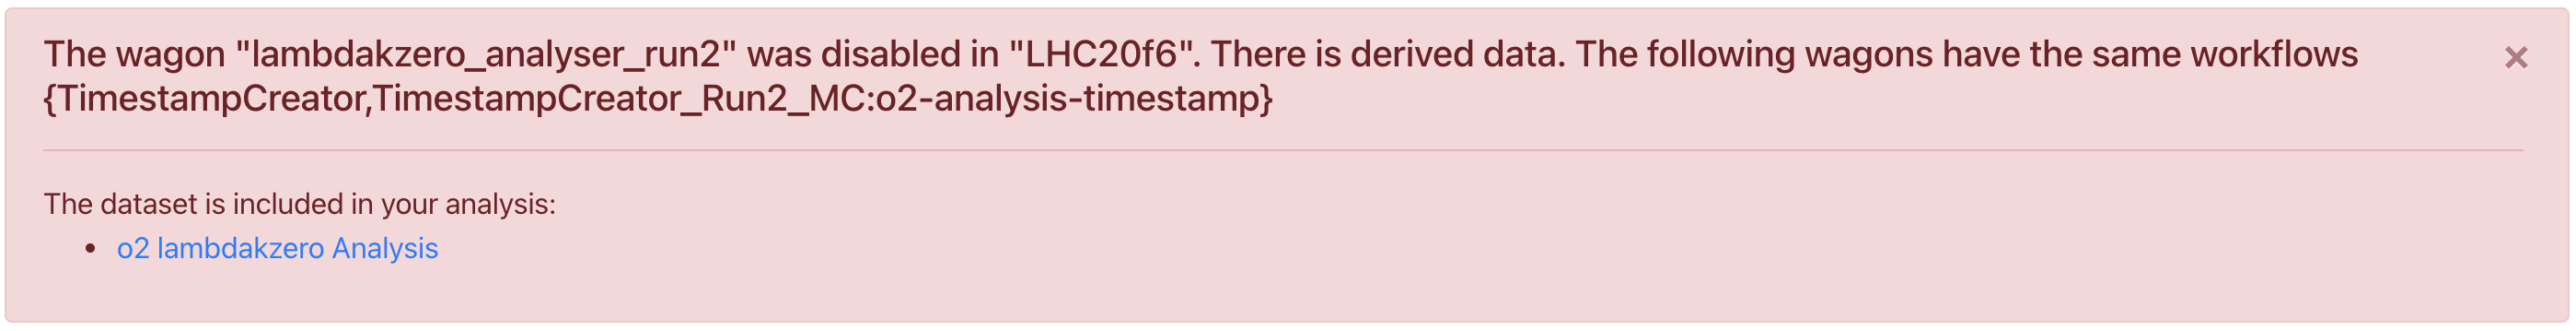 The wagon "lambdakzero_analyser_run2" was disabled in "LHC20f6". There is derived data. The following wagons have the same workflows
{TimestampCreator,TimestampCreator_Run2_MC:o2-analysis-timestamp}
The dataset is included in your analysis:
• o2 lambdakzero Analysis